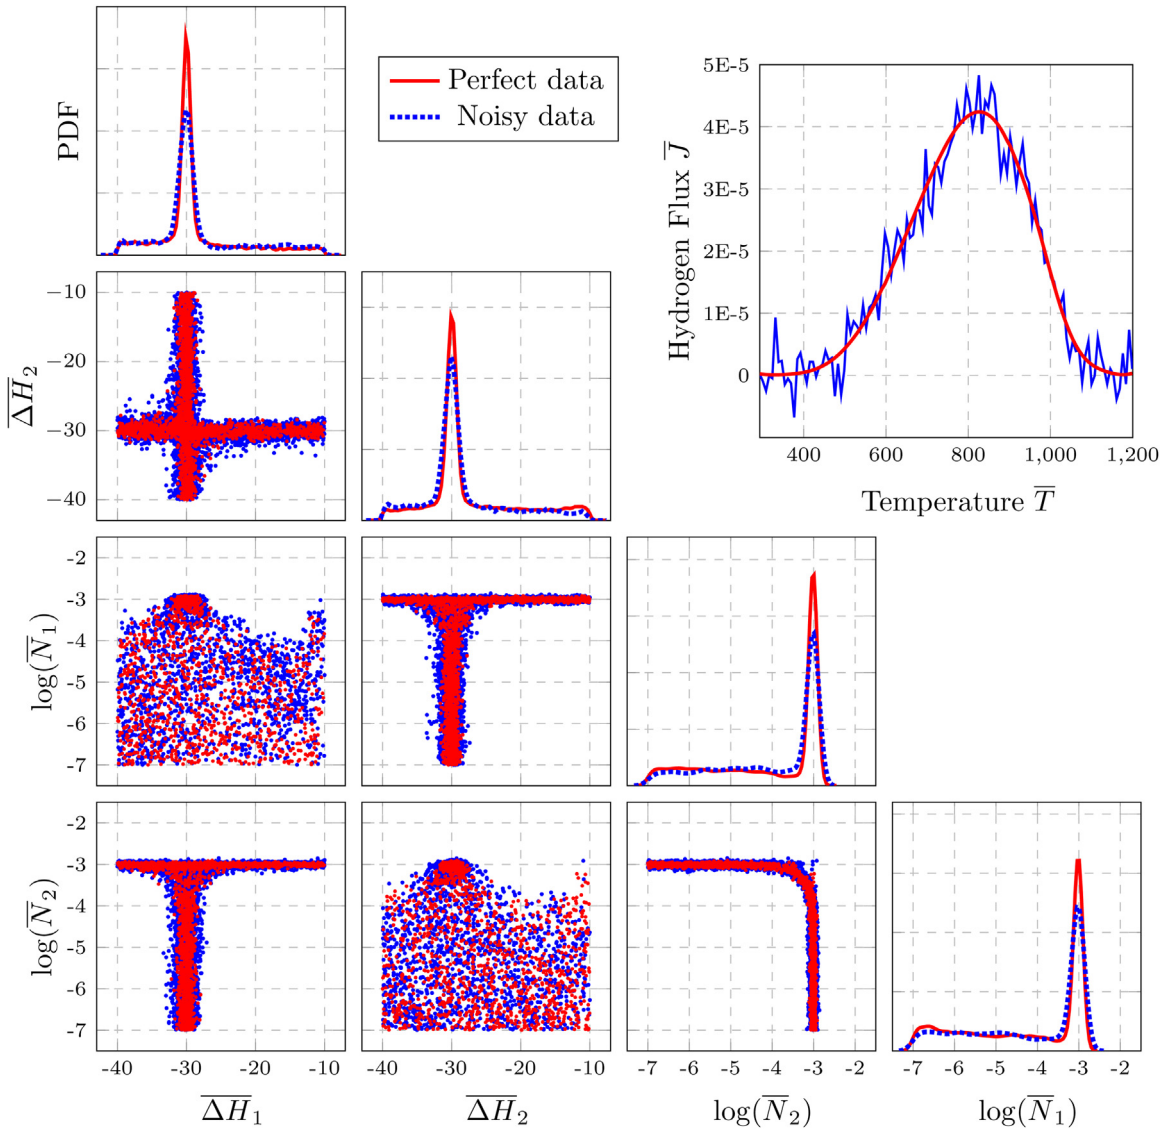 PDF
Perfect data
Noisy data
5E-5
4E-5
3E-5
2E-5
1E-5
0
Hydrogen Flux J̅
400 600 800 1,000 1,200
Temperature T̅
−10
−20
−30
−40
Δ̅H̅₂
-2
-3
-4
-5
-6
-7
log(N̅₁)
-2
-3
-4
-5
-6
-7
log(N̅₂)
-40 -30 -20 -10 -40 -30 -20 -10 -7 -6 -5 -4 -3 -2 -7 -6 -5 -4 -3 -2
Δ̅H̅₁ Δ̅H̅₂ log(N̅₂) log(N̅₁)